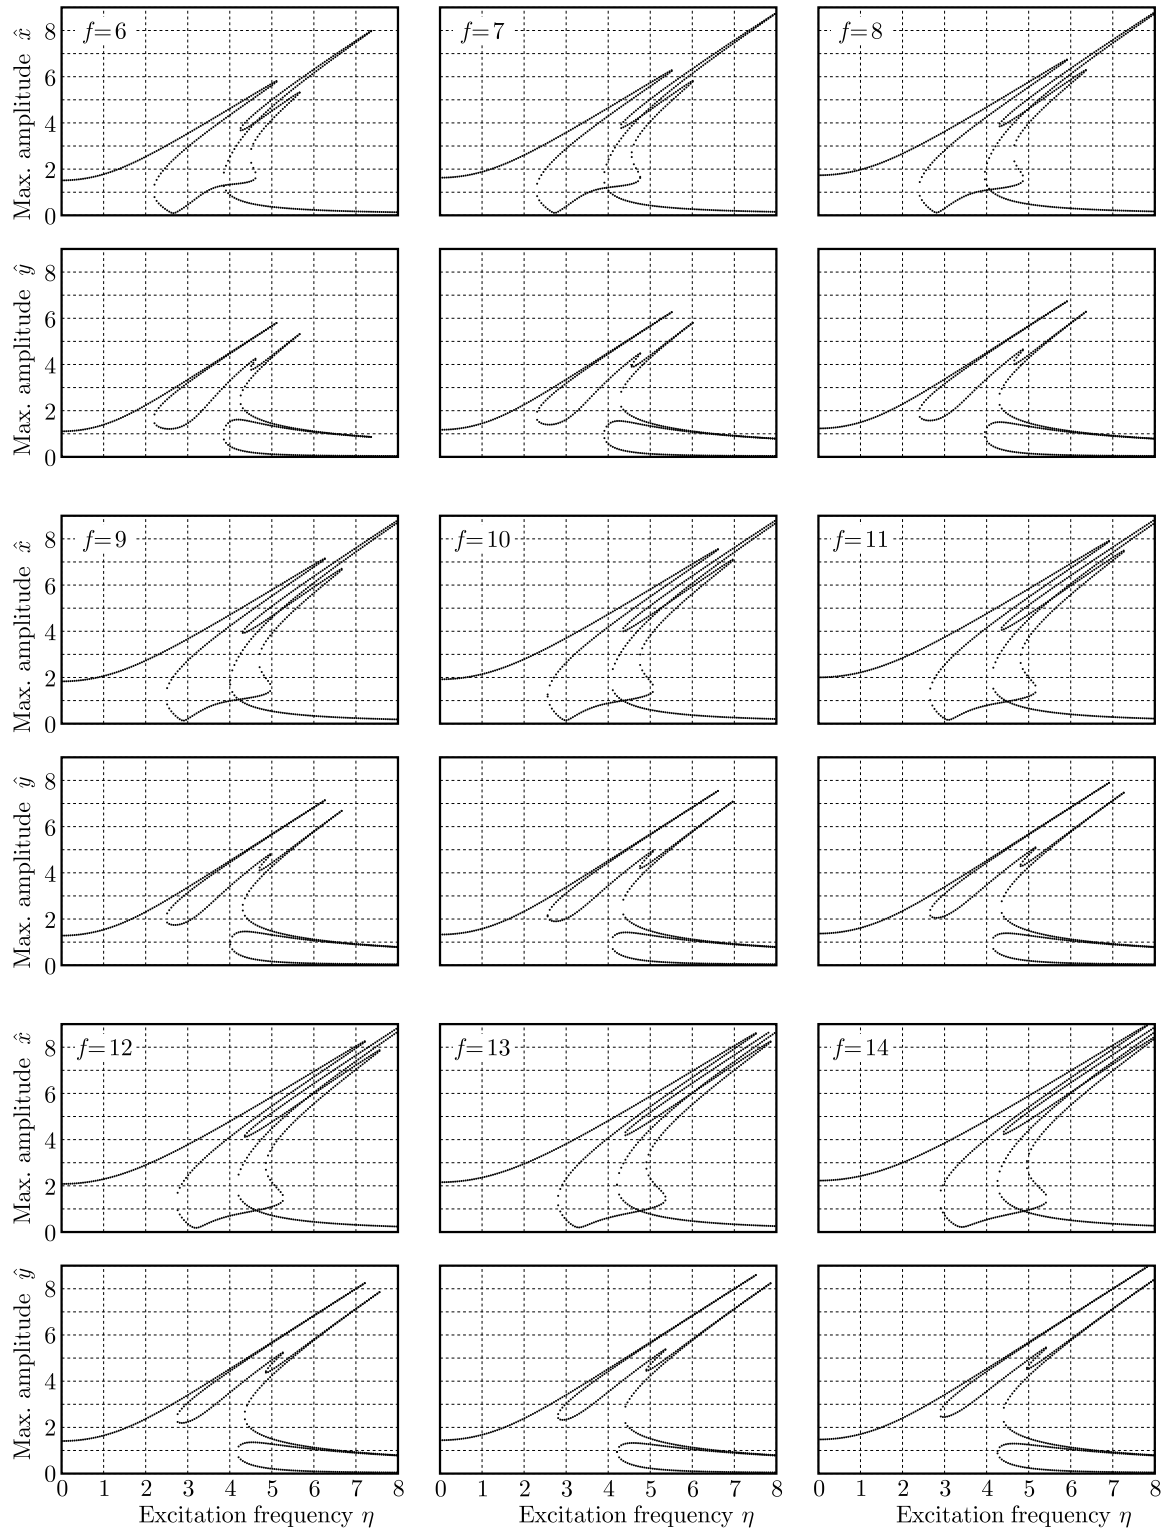 f=6
f=7
f=8
Max. amplitude x̂
8
6
4
2
0
Max. amplitude ŷ
8
6
4
2
0
f=9
f=10
f=11
Max. amplitude x̂
8
6
4
2
0
Max. amplitude ŷ
8
6
4
2
0
f=12
f=13
f=14
Max. amplitude x̂
8
6
4
2
0
Max. amplitude ŷ
8
6
4
2
0
0 1 2 3 4 5 6 7 8 0 1 2 3 4 5 6 7 8 0 1 2 3 4 5 6 7 8
Excitation frequency η Excitation frequency η Excitation frequency η